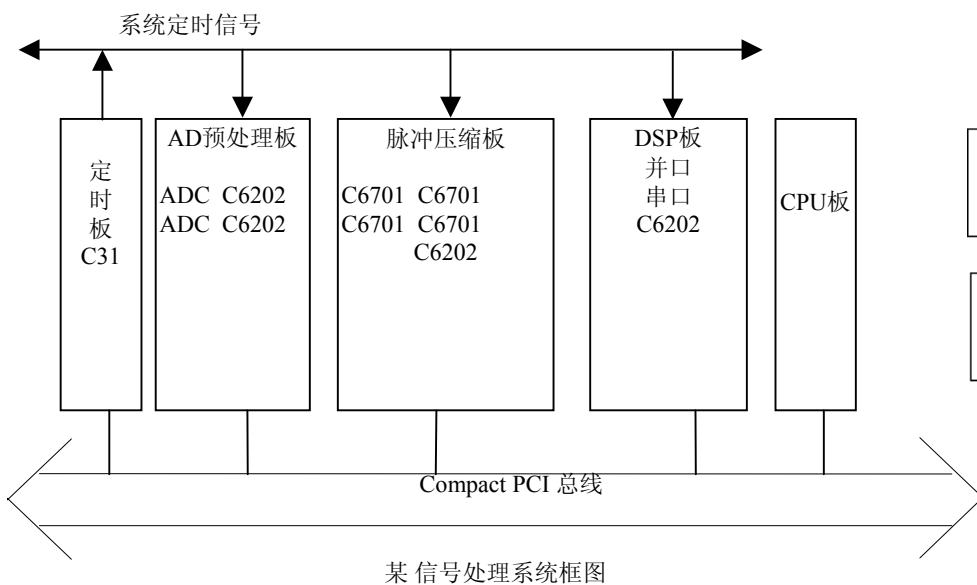 系统定时信号
定
时
板
C31
AD预处理板
ADC C6202
ADC C6202
脉冲压缩板
C6701 C6701
C6701 C6701
C6202
DSP板
并口
串口
C6202
CPU板
Compact PCI 总线
某 信号处理系统框图